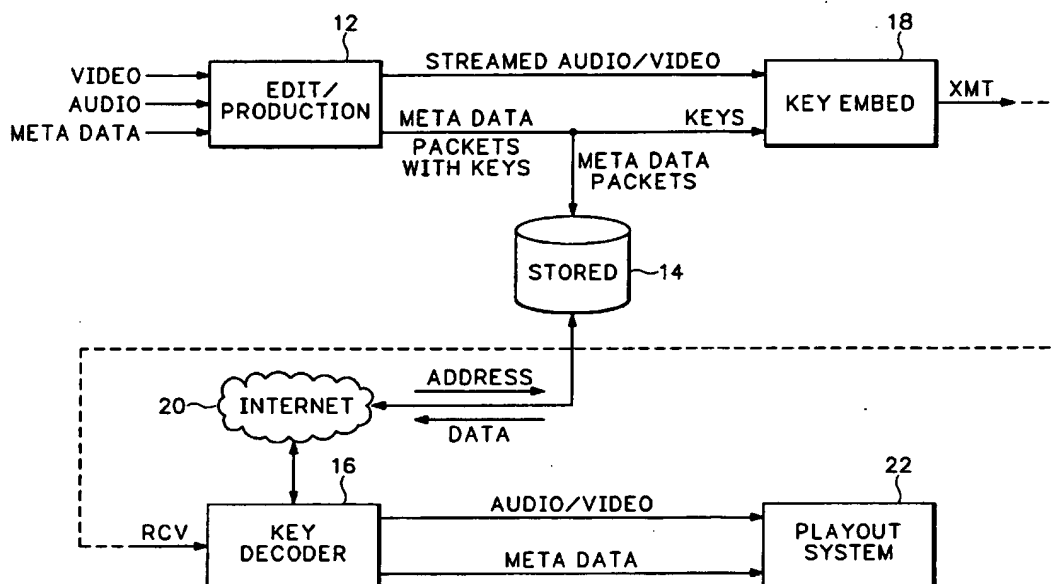 12
18
VIDEO
AUDIO
META DATA
EDIT/
PRODUCTION
STREAMED AUDIO/VIDEO
META DATA
PACKETS
WITH KEYS
KEYS
META DATA
PACKETS
KEY EMBED
XMT
STORED
14
ADDRESS
20
INTERNET
DATA
16
22
RCV
KEY
DECODER
AUDIO/VIDEO
META DATA
PLAYOUT
SYSTEM